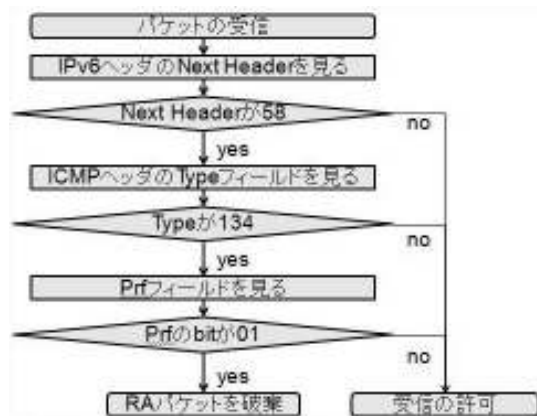 パケットの受信
IPv6ヘッダのNext Headerを見る
Next Headerが58
no
yes
ICMPヘッダのTypeフィールドを見る
Typeが134
no
yes
Prfフィールドを見る
Prfのbitが01
no
yes
RAパケットを破棄
受信の許可